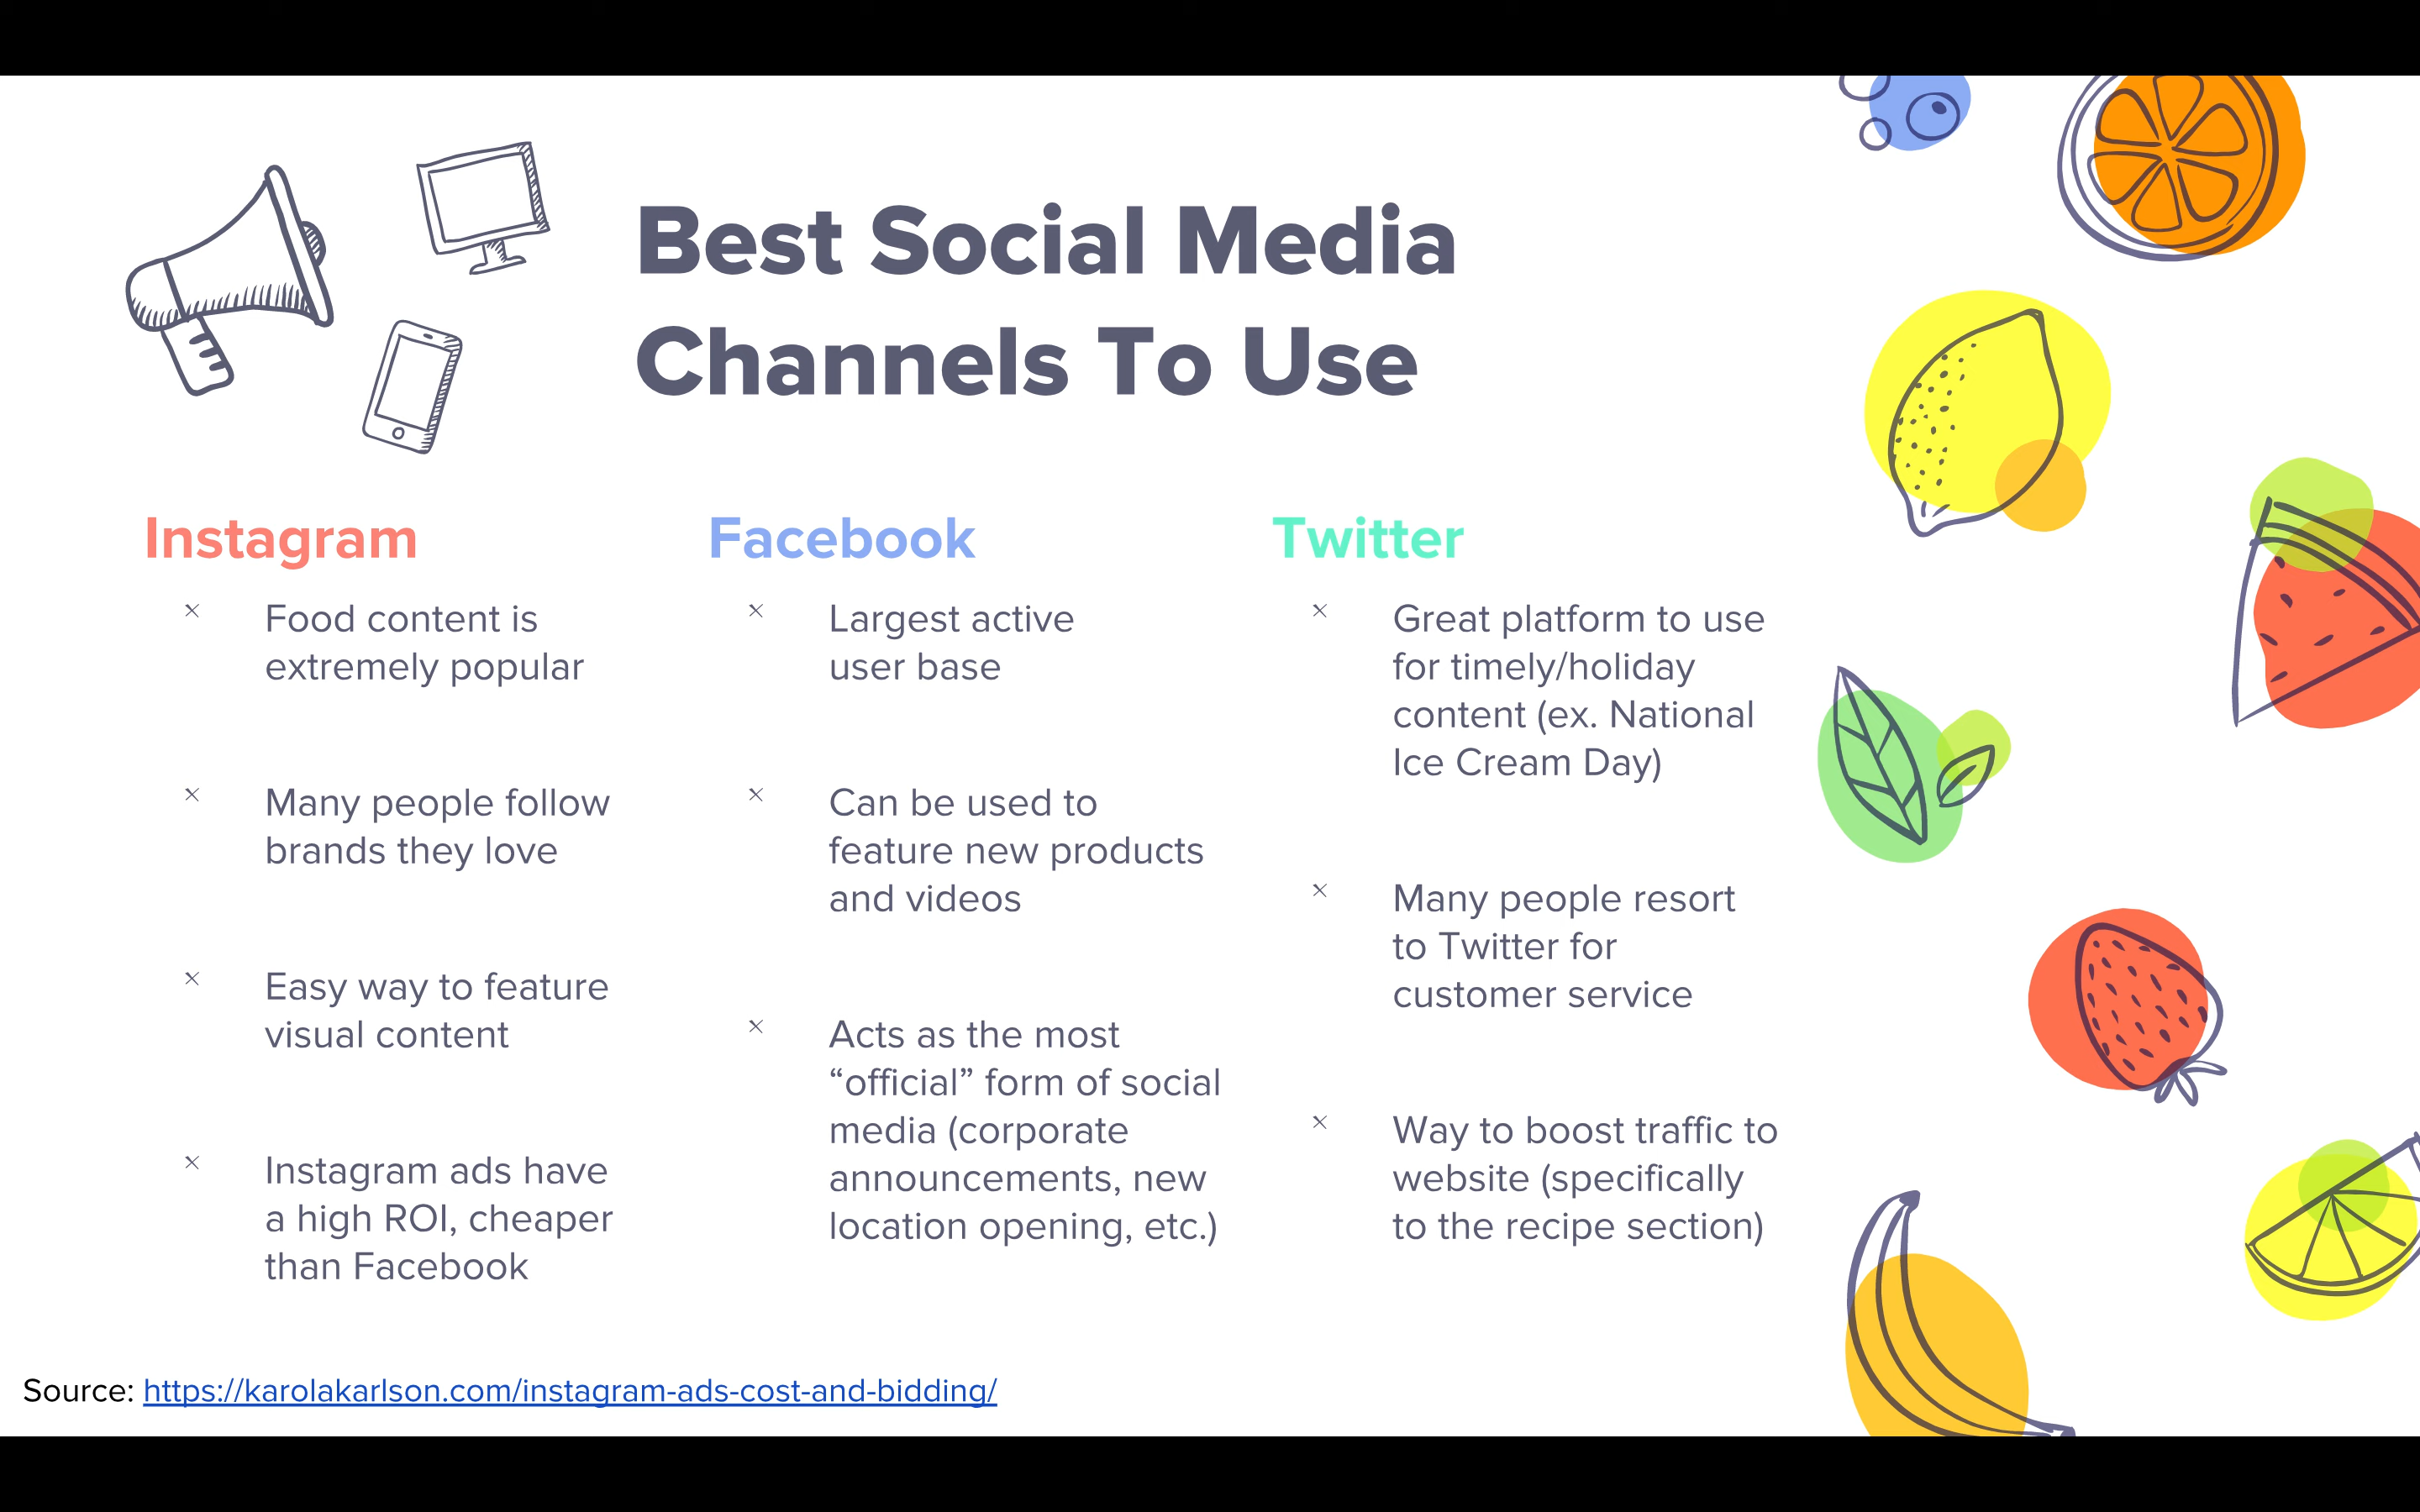 Best Social Media
Channels To Use
Instagram
Food content is
extremely popular
Many people follow
brands they love
Easy way to feature
visual content
Instagram ads have
a high ROI, cheaper
than Facebook
Facebook
Largest active
user base
Can be used to
feature new products
and videos
Acts as the most
“official” form of social
media (corporate
announcements, new
location opening, etc.)
Twitter
Great platform to use
for timely/holiday
content (ex. National
Ice Cream Day)
Many people resort
to Twitter for
customer service
Way to boost traffic to
website (specifically
to the recipe section)
Source: https://karolakarlson.com/instagram-ads-cost-and-bidding/